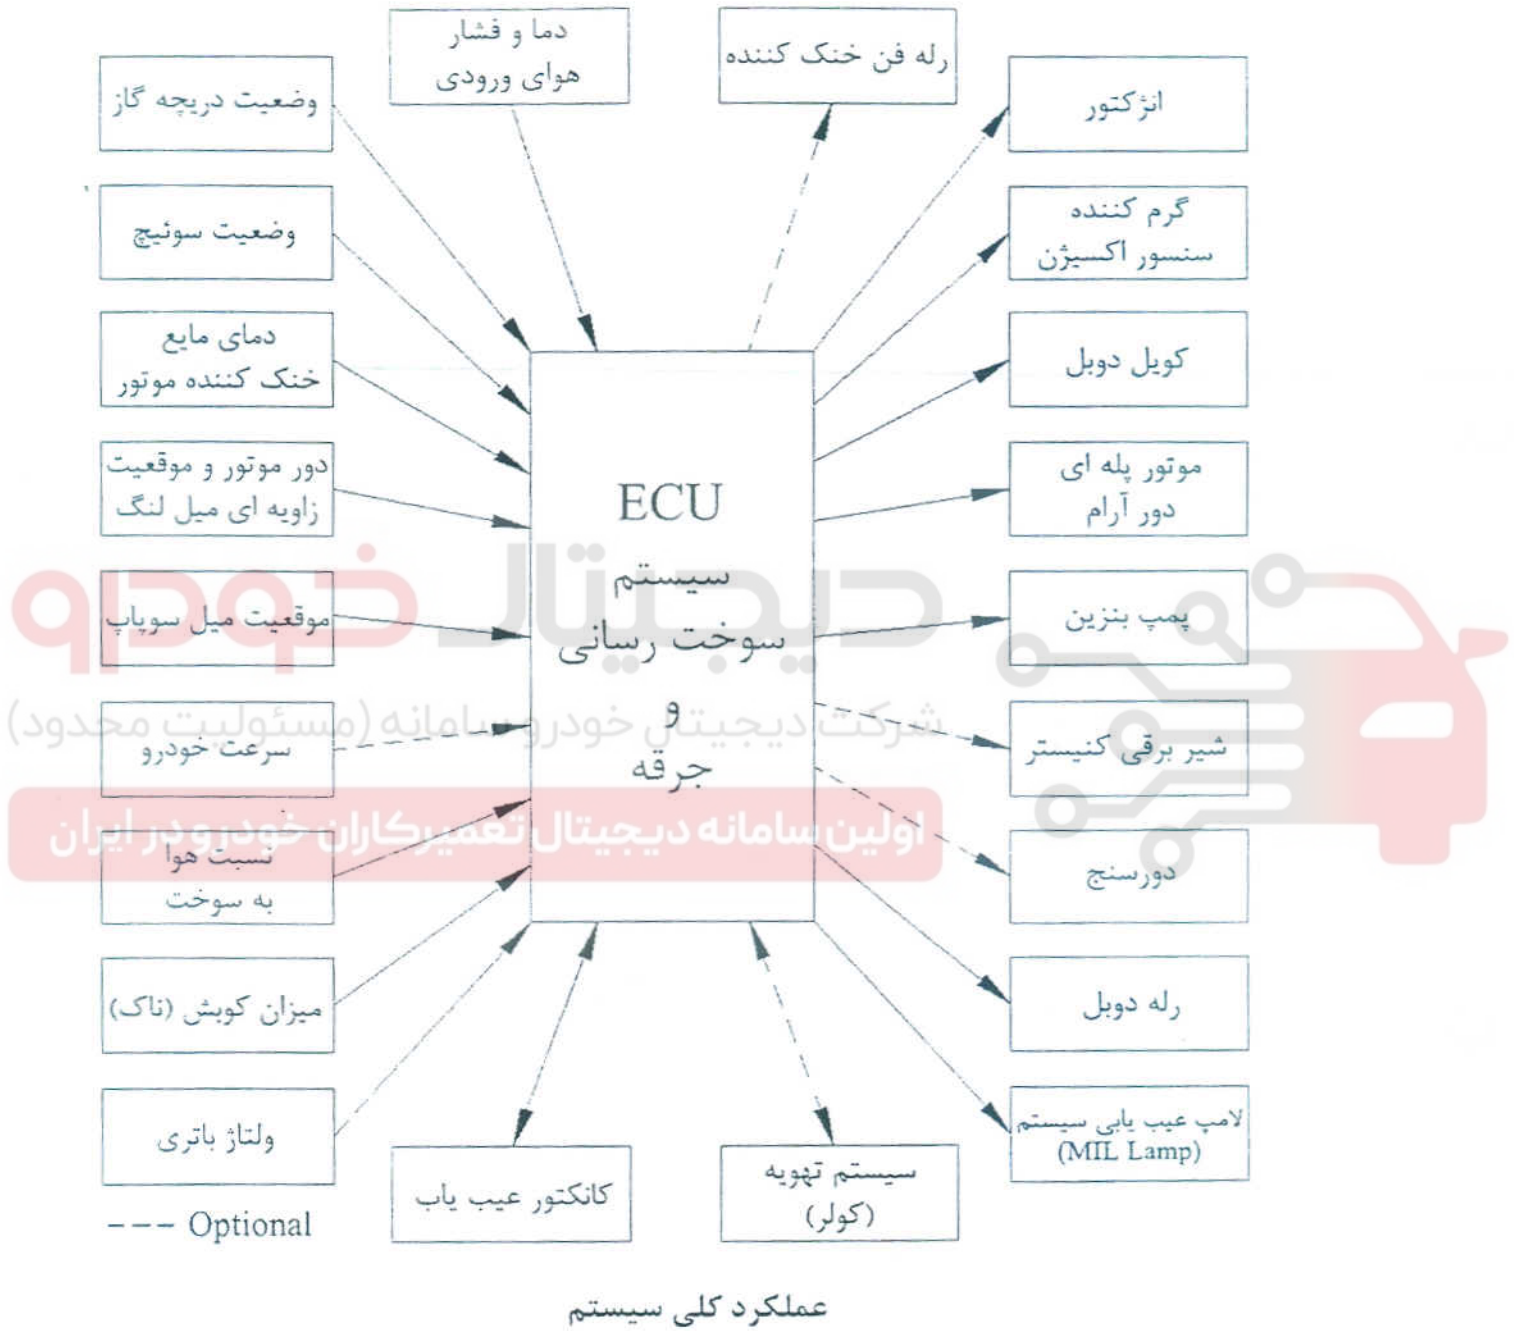 دما و فشار
هوای ورودی
رله فن خنک کننده
وضعیت دریچه گاز
انژکتور
وضعیت سوئیچ
گرم کننده
سنسور اکسیژن
دمای مایع
خنک کننده موتور
کویل دوبل
دور موتور و موقعیت
زاویه ای میل لنگ
موتور پله ای
دور آرام
ECU
سیستم
سوخت رسانی
و
جرقه
موقعیت میل سوپاپ
پمپ بنزین
سرعت خودرو
شیر برقی کنیستر
نسبت هوا
به سوخت
دورسنج
میزان کوبش (ناک)
رله دوبل
ولتاژ باتری
لامپ عیب یابی سیستم
(MIL Lamp)
کانکتور عیب یاب
سیستم تهویه
(کولر)
--- Optional
عملکرد کلی سیستم
دیجیتال خودرو
شرکت دیجیتال خودرو سامانه (مسئولیت محدود)
اولین سامانه دیجیتال تعمیرکاران خودرو در ایران